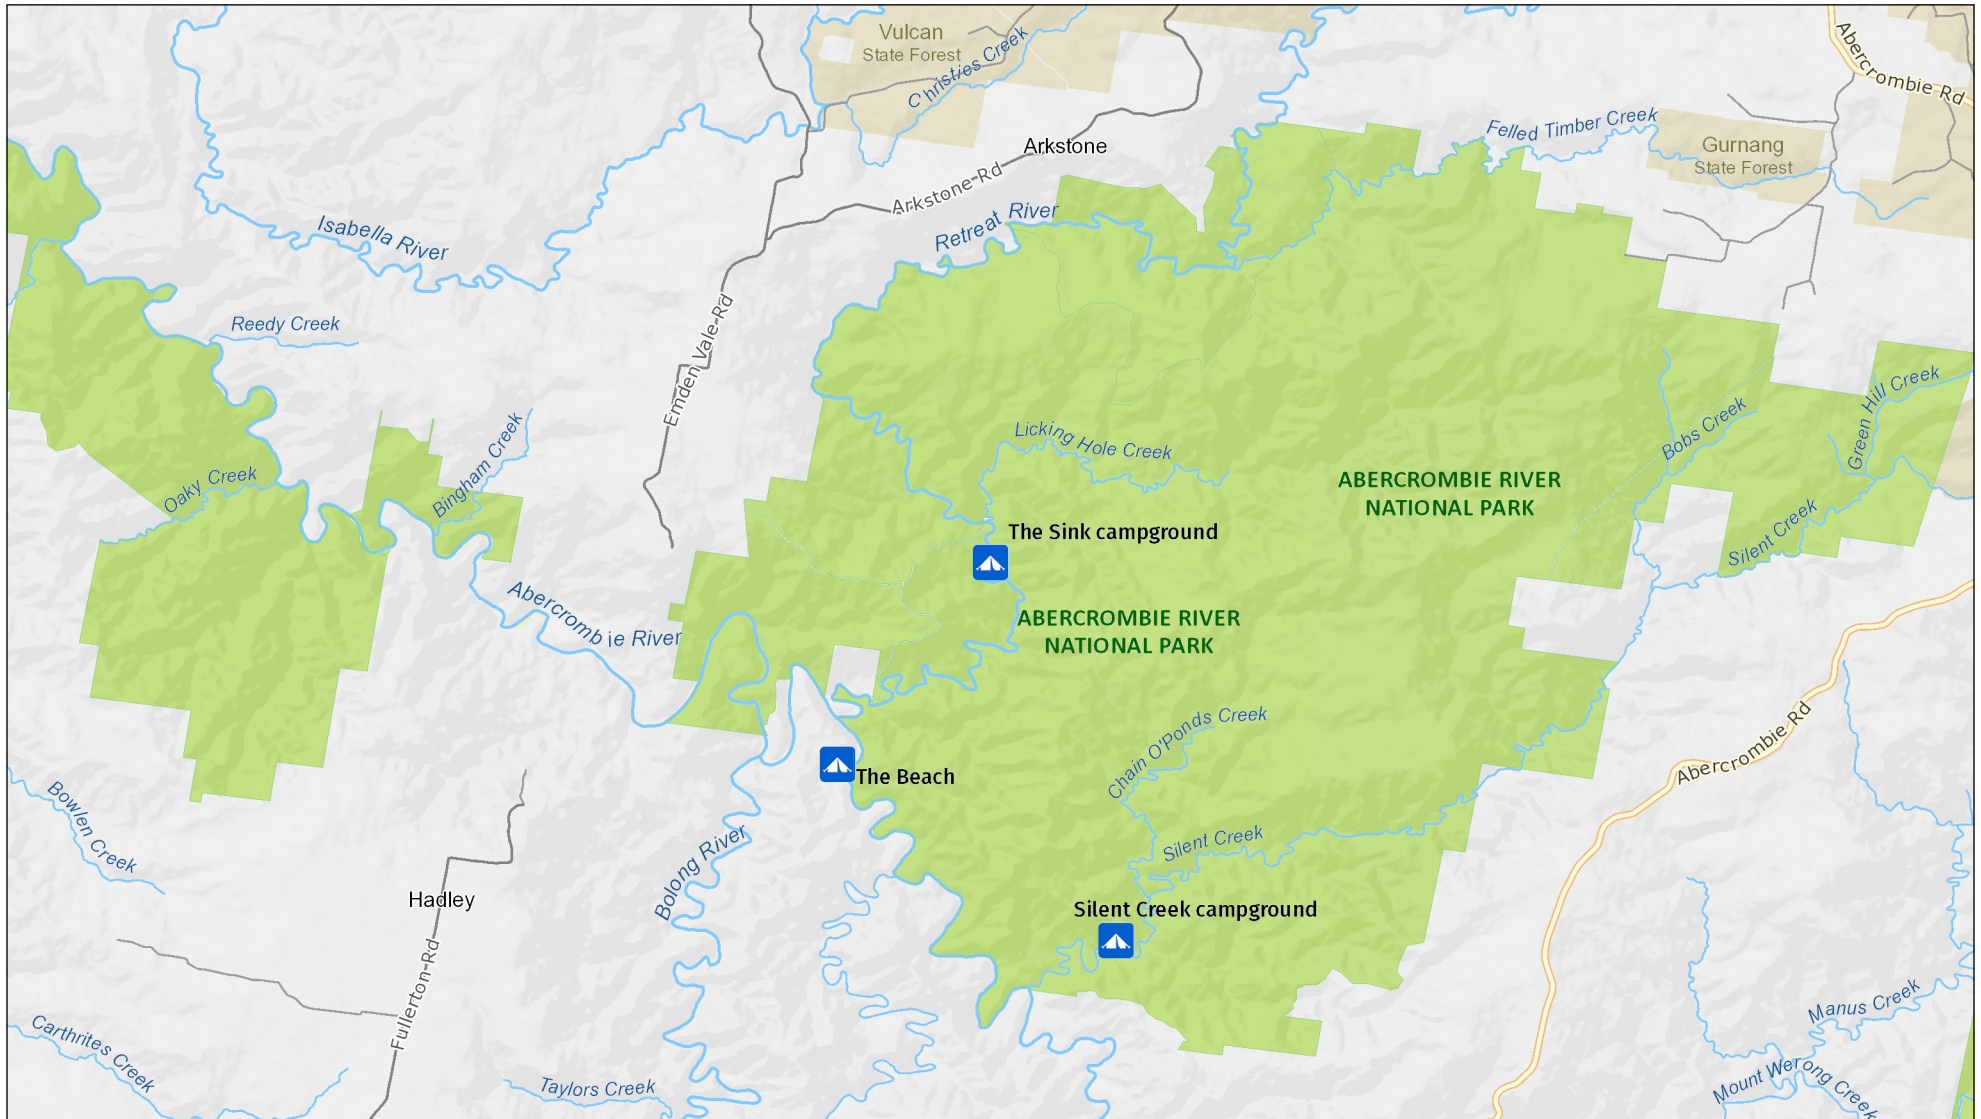 Vulcan
State Forest
Christies Creek
Abercrombie Rd
Felled Timber Creek
Gurnang
State Forest
Arkstone
Arkstone-Rd
Retreat River
Isabella River
Reedy Creek
Emden Vale-Rd
Green Hill Creek
Bobs Creek
Licking Hole Creek
Bingham Creek
Oaky Creek
ABERCROMBIE RIVER
NATIONAL PARK
The Sink campground
Silent Creek
Abercrombie River
ABERCROMBIE RIVER
NATIONAL PARK
Chain O'Ponds Creek
Abercrombie Rd
The Beach
Bowlen Creek
Bolong River
Silent Creek
Hadley
Silent Creek campground
Fullerton-Rd
Manus Creek
Carthrites Creek
Taylors Creek
Mount Werong Creek